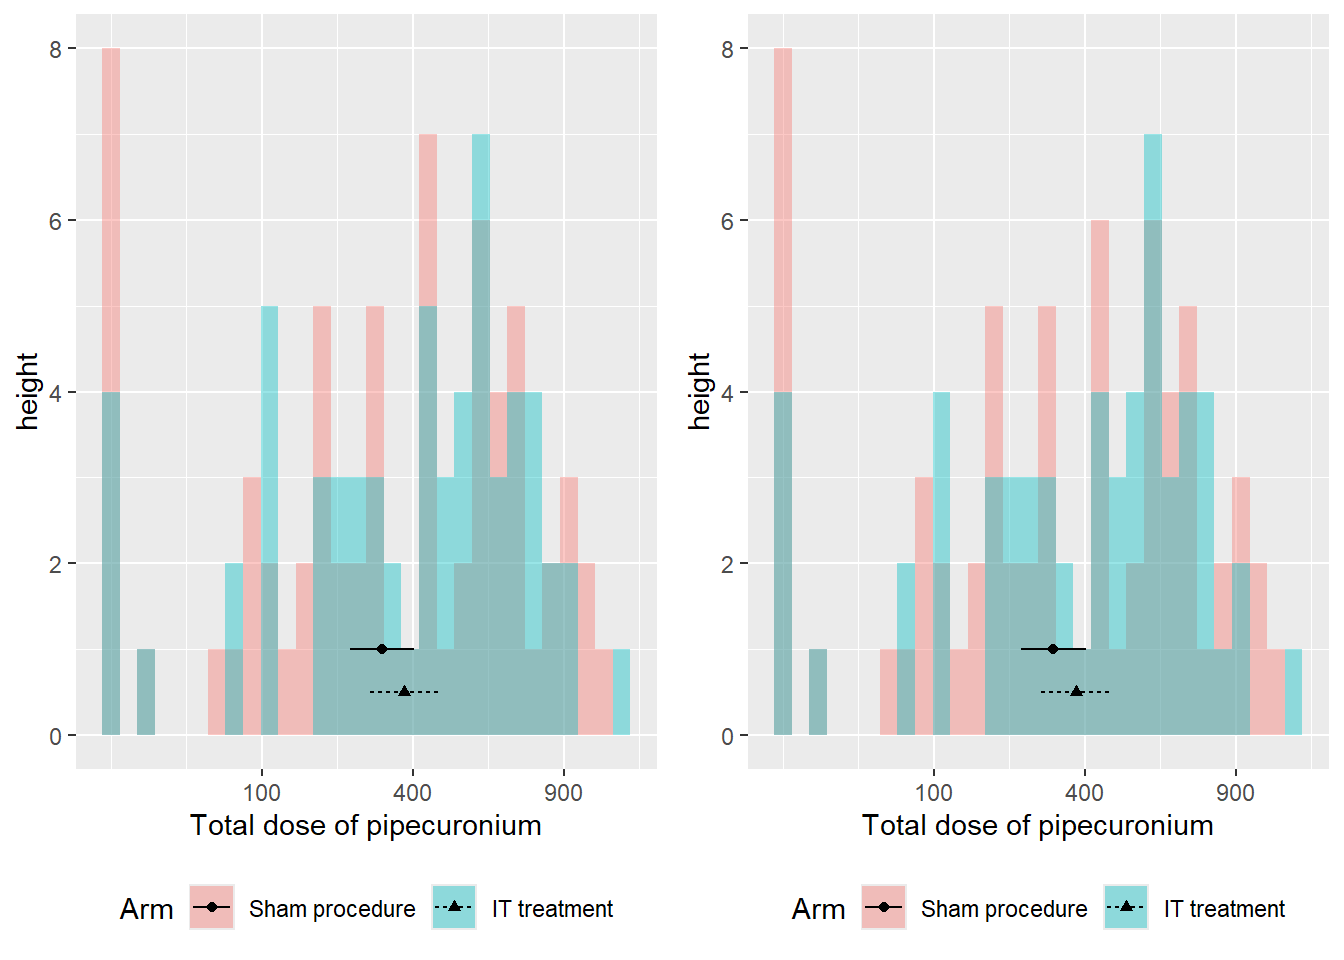 height
8
6
4
2
0
100 400 900
Total dose of pipecuronium
Arm Sham procedure IT treatment
height
8
6
4
2
0
100 400 900
Total dose of pipecuronium
Arm Sham procedure IT treatment